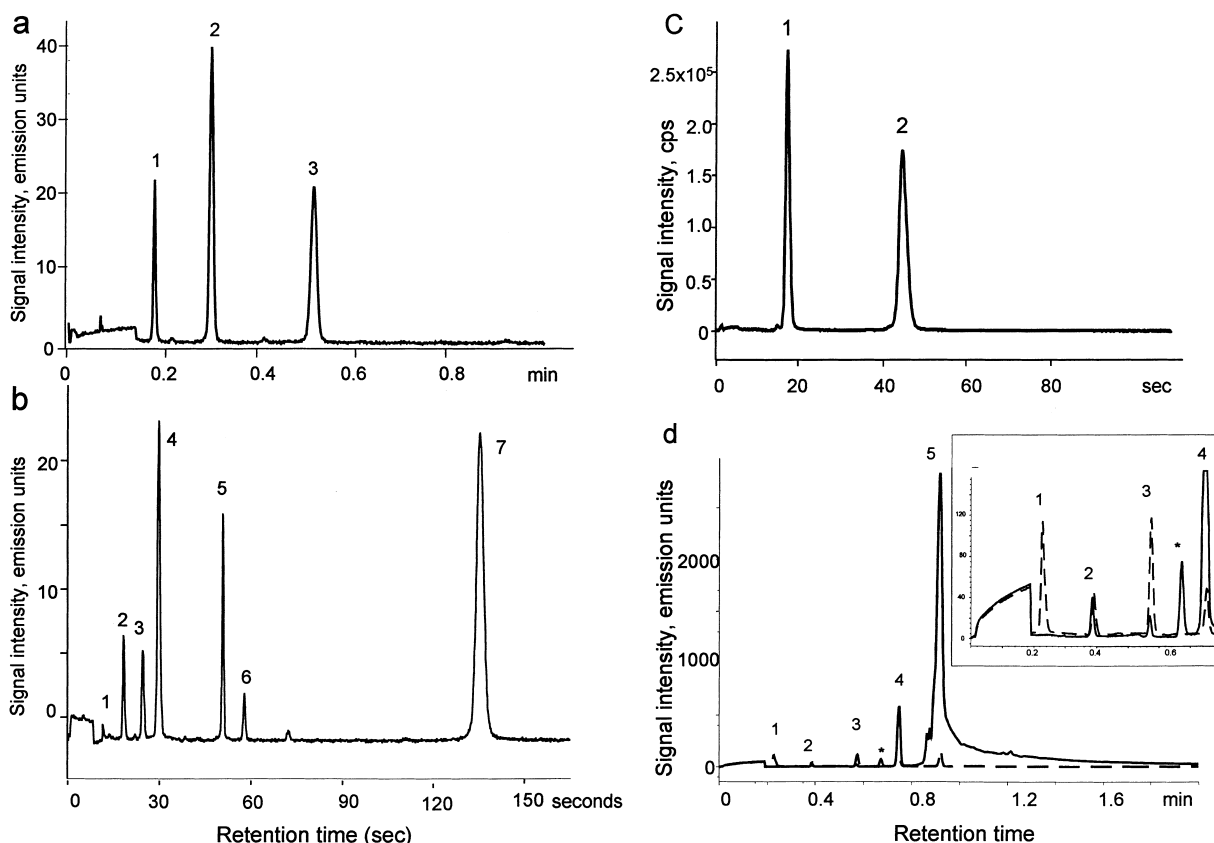 a
Signal intensity, emission units
40
30
20
10
0
1
2
3
0 0.2 0.4 0.6 0.8 min
b
Signal intensity, emission units
20
10
0
1
2
3
4
5
6
7
0 30 60 90 120 150 seconds
Retention time (sec)
C
Signal intensity, cps
2.5x10⁵
2.0
1.5
1.0
0.5
0
1
2
0 20 40 60 80 sec
d
Signal intensity, emission units
2000
1000
0
1
2
3
*
4
5
0 0.4 0.8 1.2 1.6 min
Retention time
120
80
40
0
1
2
3
*
4
0.2 0.4 0.6